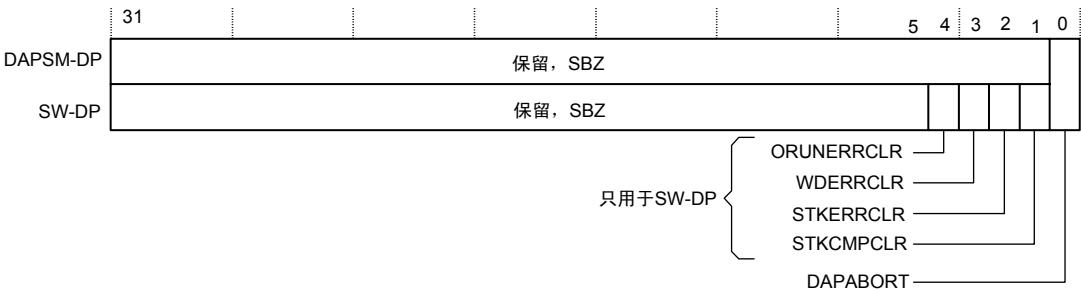 31 5 4 3 2 1 0
DAPSM-DP 保留，SBZ
SW-DP 保留，SBZ
ORUNERRCLR
WDERRCLR
只用于SW-DP
STKERRCLR
STKCMPCLR
DAPABORT